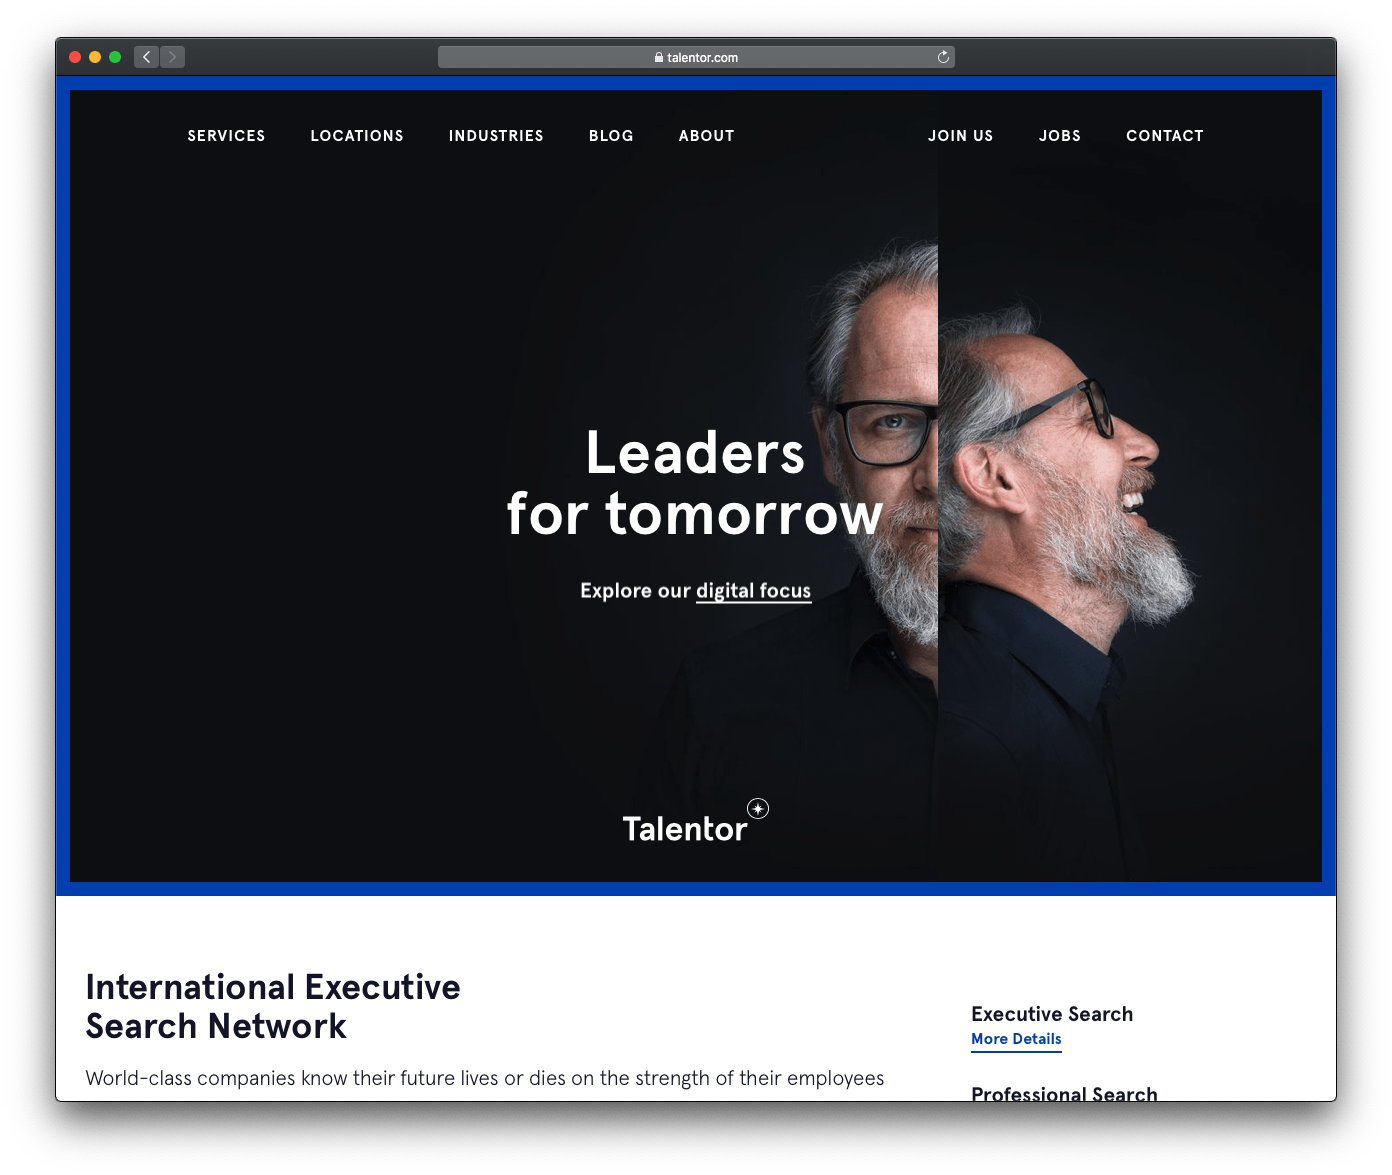 talentor.com
SERVICES LOCATIONS INDUSTRIES BLOG ABOUT JOIN US JOBS CONTACT
Leaders
for tomorrow
Explore our digital focus
Talentor
International Executive
Search Network
World-class companies know their future lives or dies on the strength of their employees
Executive Search
More Details
Professional Search